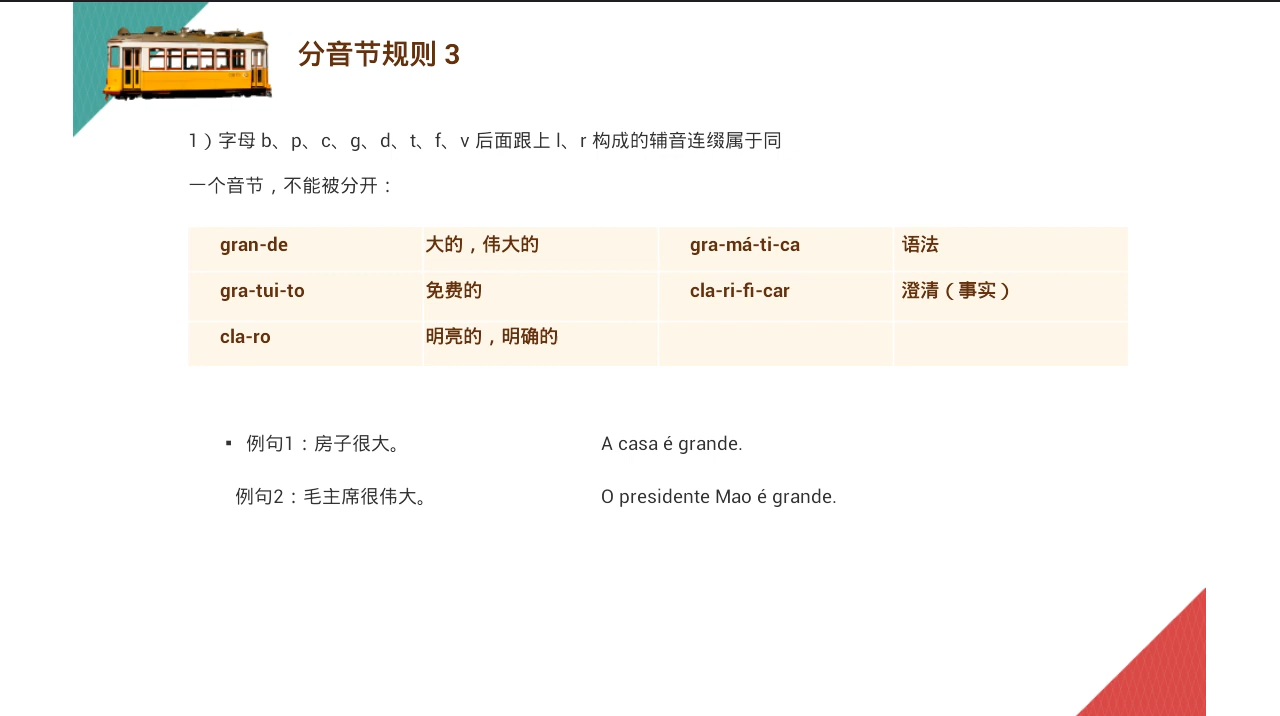 分音节规则 3
1）字母 b、p、c、g、d、t、f、v 后面跟上 l、r 构成的辅音连缀属于同
一个音节，不能被分开：
gran-de 大的，伟大的 gra-má-ti-ca 语法
gra-tui-to 免费的 cla-ri-fi-car 澄清（事实）
cla-ro 明亮的，明确的
▪ 例句1：房子很大。 A casa é grande.
例句2：毛主席很伟大。 O presidente Mao é grande.